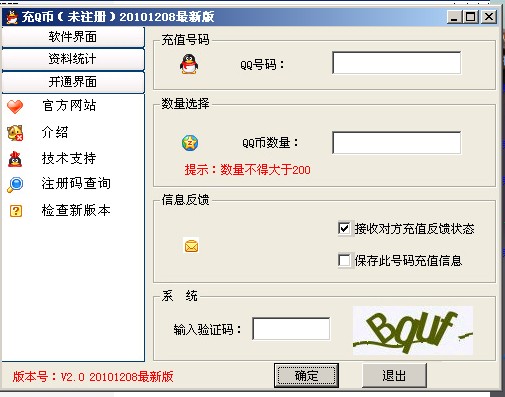 充Q币（未注册）20101208最新版
软件界面
资料统计
开通界面
官方网站
介绍
技术支持
注册码查询
检查新版本
充值号码
QQ号码：
数量选择
QQ币数量：
提示：数量不得大于200
信息反馈
接收对方充值反馈状态
保存此号码充值信息
系 统
输入验证码：
Bquf
版本号：V2.0 20101208最新版
确定
退出